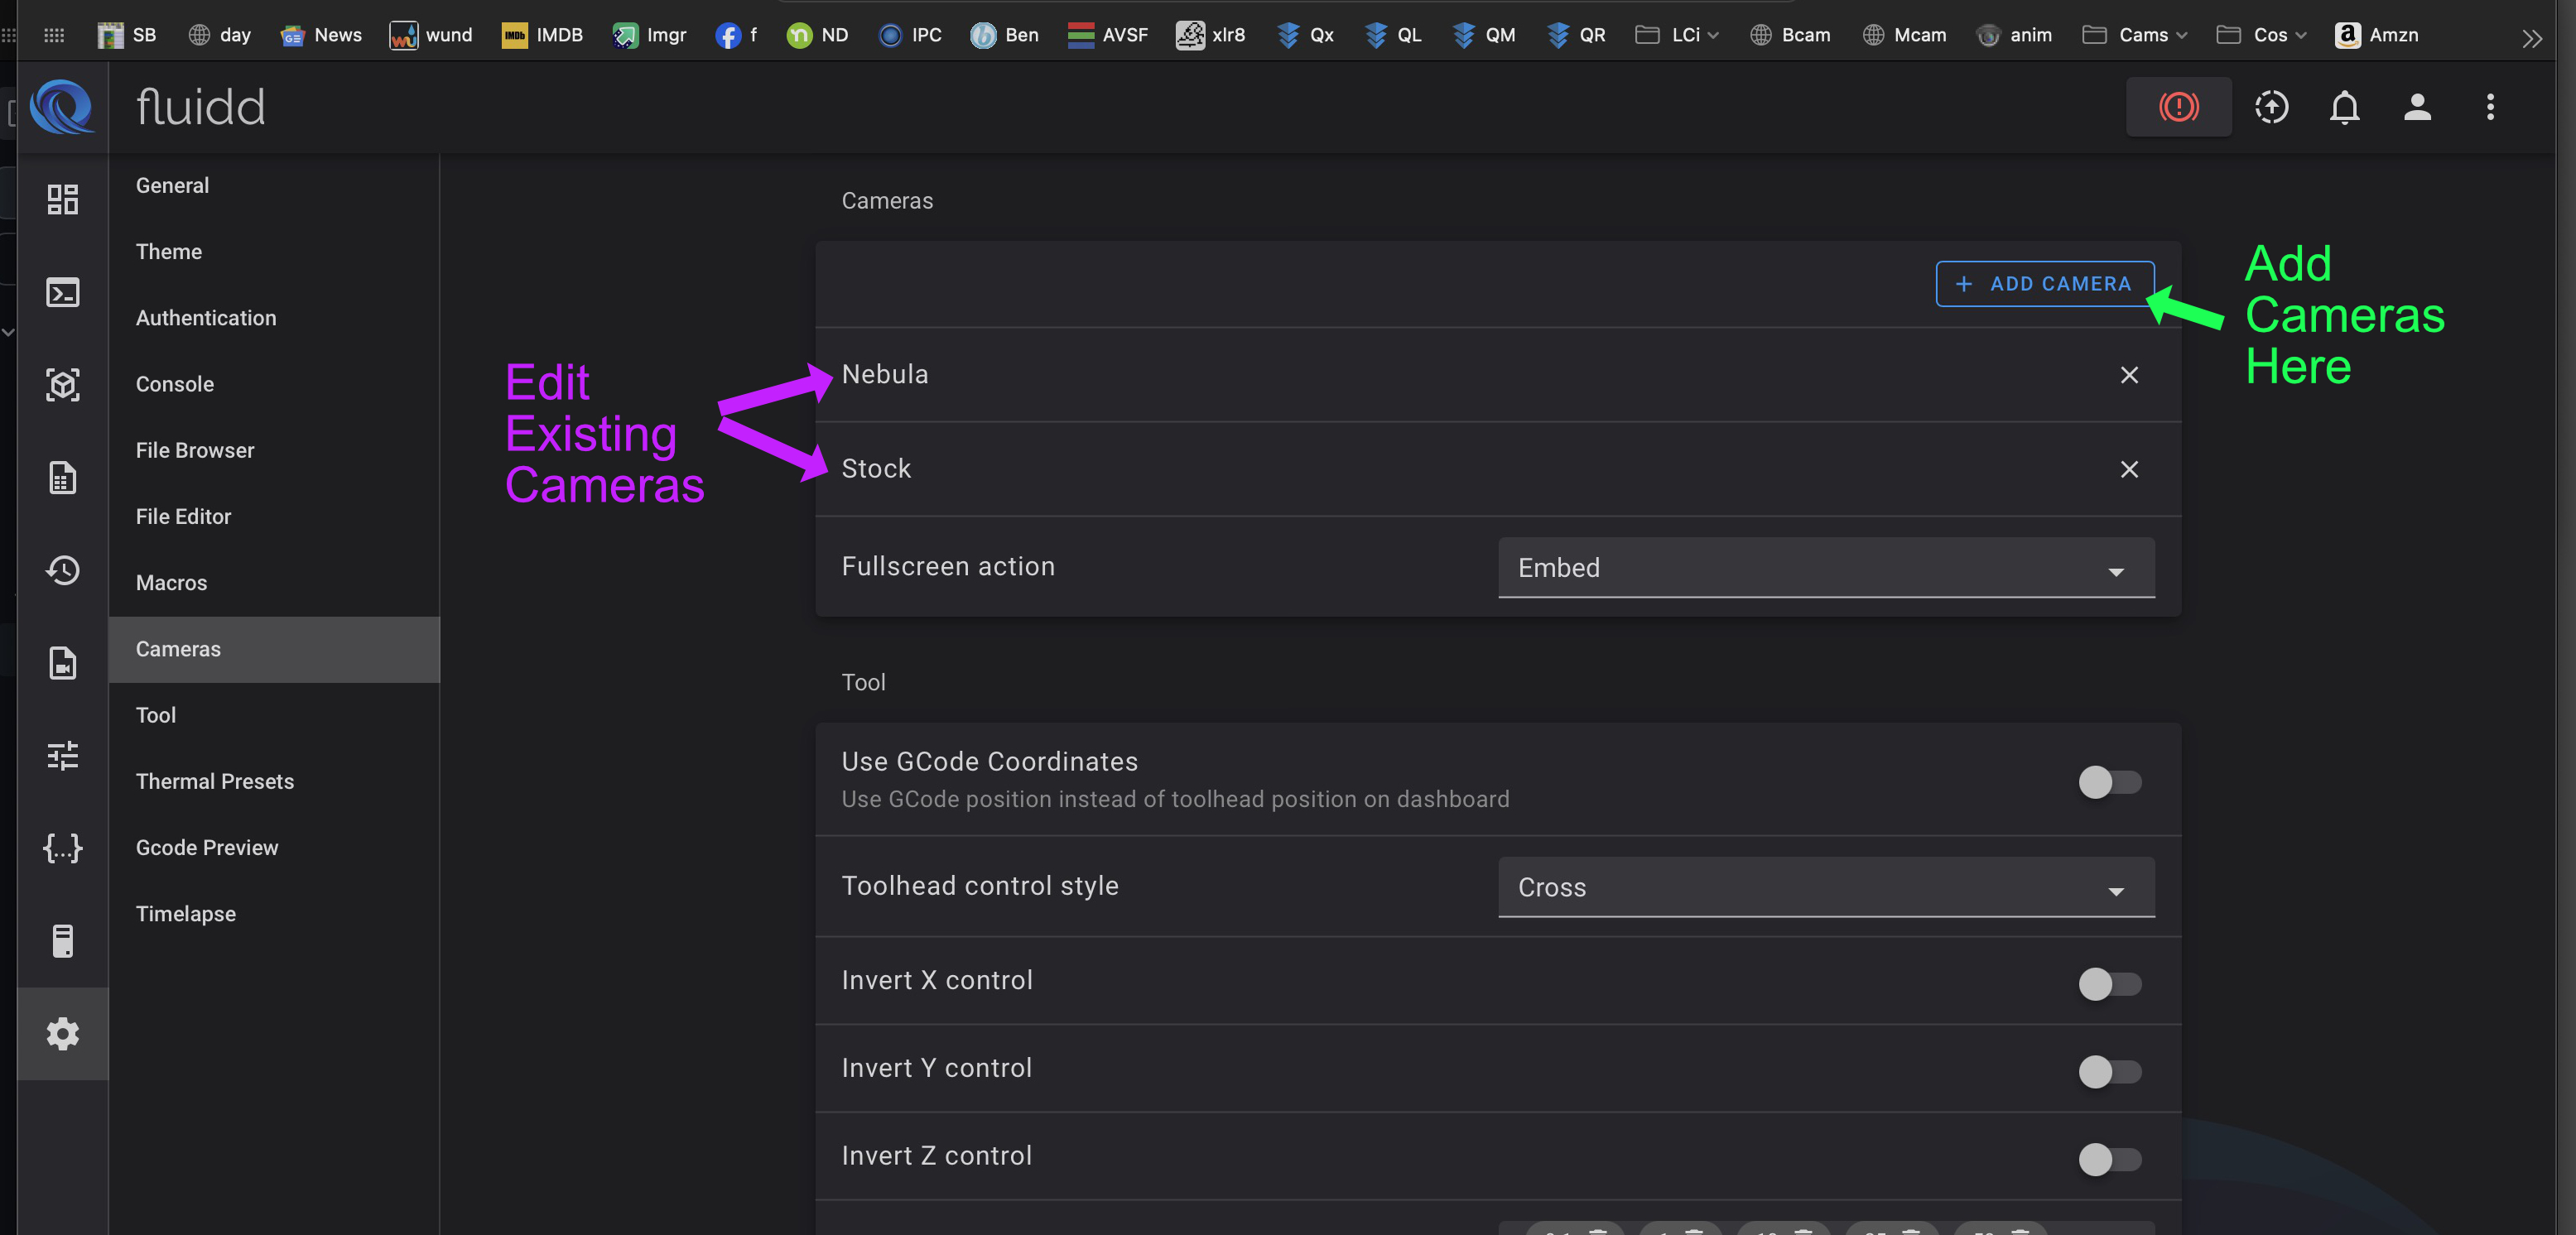 SB day News wund IMDb IMDB Imgr f ND IPC Ben AVSF xlr8 Qx QL QM QR LCi Bcam Mcam anim Cams Cos Amzn
fluidd
General
Theme
Authentication
Console
File Browser
File Editor
Macros
Cameras
Tool
Thermal Presets
Gcode Preview
Timelapse
Cameras
+ ADD CAMERA
Add
Cameras
Here
Nebula
Edit
Existing
Cameras
Stock
Fullscreen action Embed
Tool
Use GCode Coordinates
Use GCode position instead of toolhead position on dashboard
Toolhead control style Cross
Invert X control
Invert Y control
Invert Z control